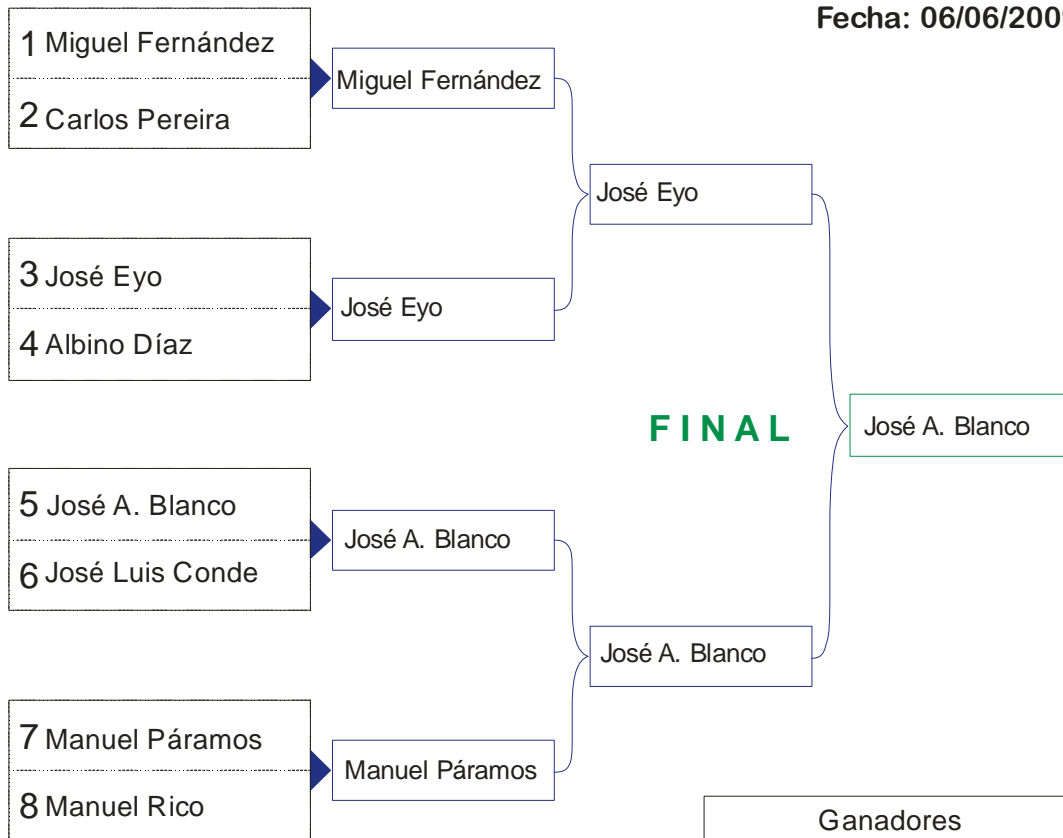 Fecha: 06/06/200
1 Miguel Fernández
2 Carlos Pereira
Miguel Fernández
José Eyo
3 José Eyo
4 Albino Díaz
José Eyo
FINAL
José A. Blanco
5 José A. Blanco
6 José Luis Conde
José A. Blanco
José A. Blanco
7 Manuel Páramos
8 Manuel Rico
Manuel Páramos
Ganadores